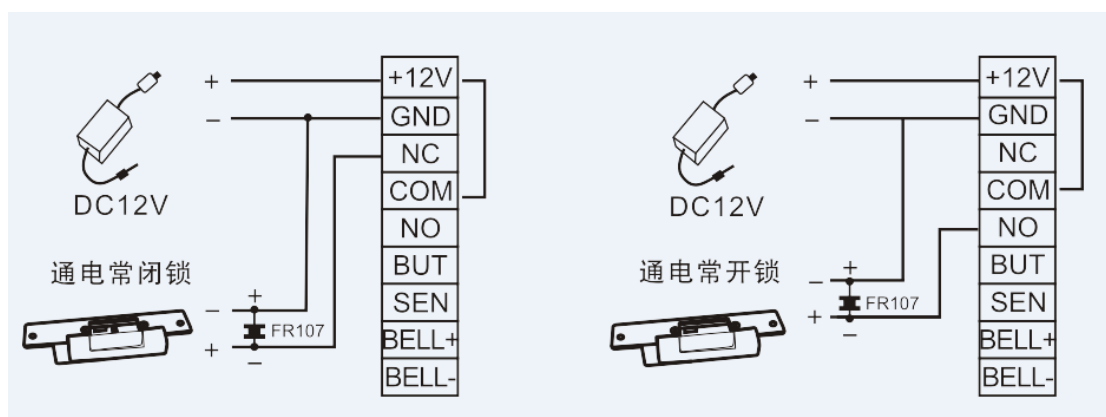 +
−
DC12V
通电常闭锁
−
+
+
FR107
−
+12V
GND
NC
COM
NO
BUT
SEN
BELL+
BELL-
+
−
DC12V
通电常开锁
−
+
+
FR107
−
+12V
GND
NC
COM
NO
BUT
SEN
BELL+
BELL-